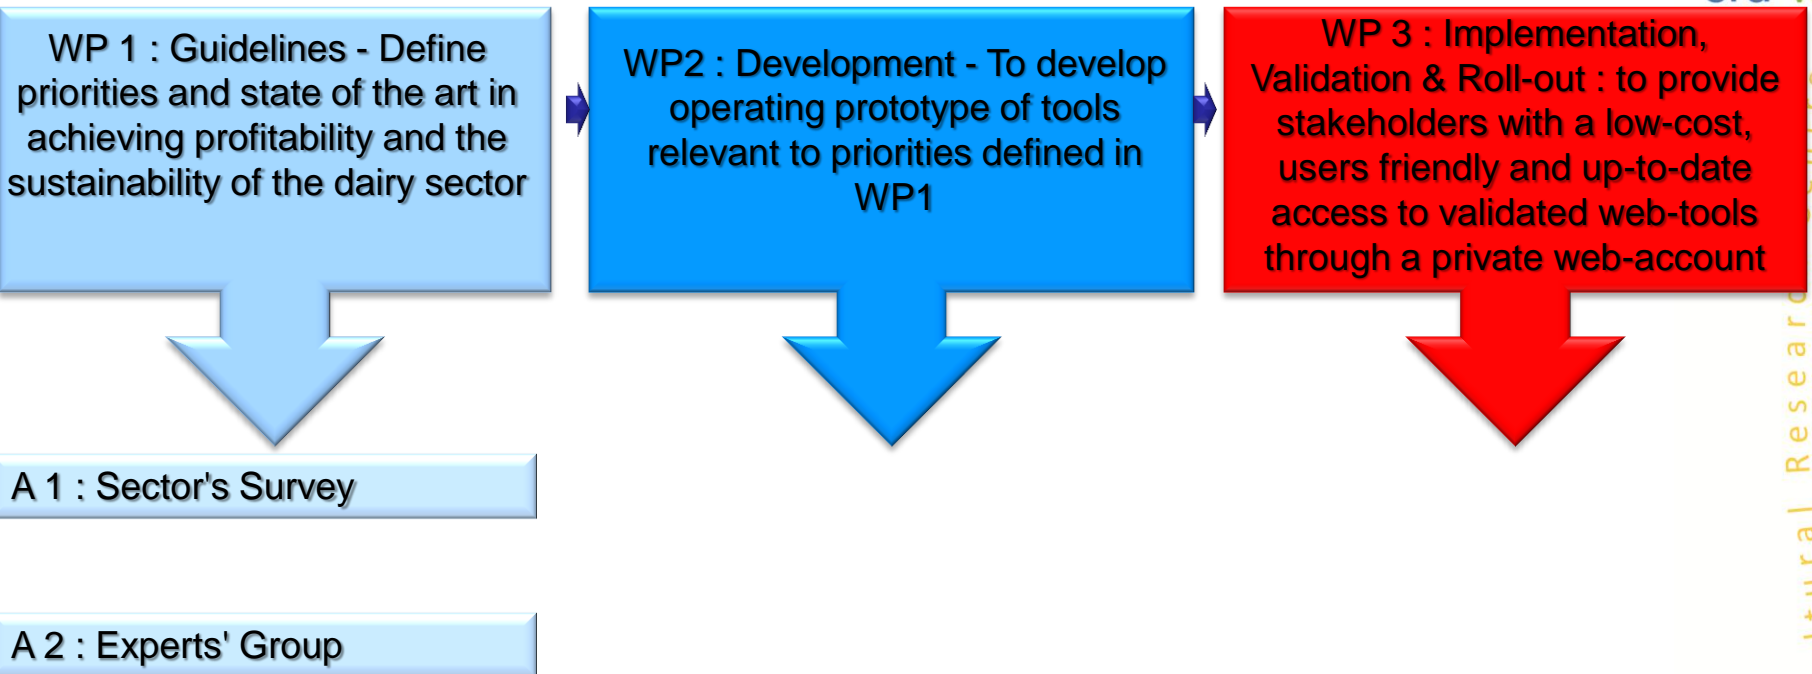 WP 1 : Guidelines - Define
priorities and state of the art in
achieving profitability and the
sustainability of the dairy sector
WP2 : Development - To develop
operating prototype of tools
relevant to priorities defined in
WP1
WP 3 : Implementation,
Validation & Roll-out : to provide
stakeholders with a low-cost,
users friendly and up-to-date
access to validated web-tools
through a private web-account
A 1 : Sector's Survey
A 2 : Experts' Group